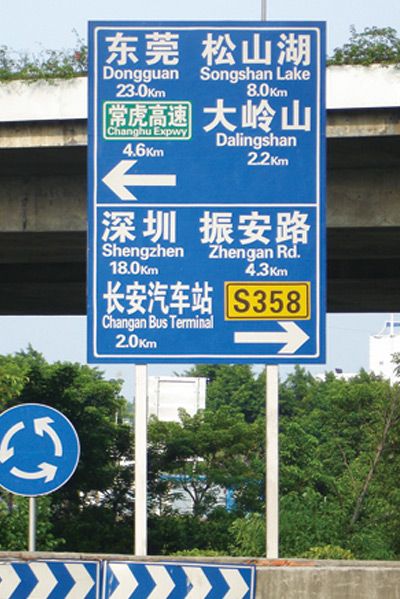 东莞 松山湖
Dongguan Songshan Lake
23.0Km 8.0Km
常虎高速 大岭山
Changhu Expwy Dalingshan
4.6Km 2.2Km
深圳 振安路
Shengzhen Zhengan Rd.
18.0Km 4.3Km
长安汽车站 S358
Changan Bus Terminal
2.0Km